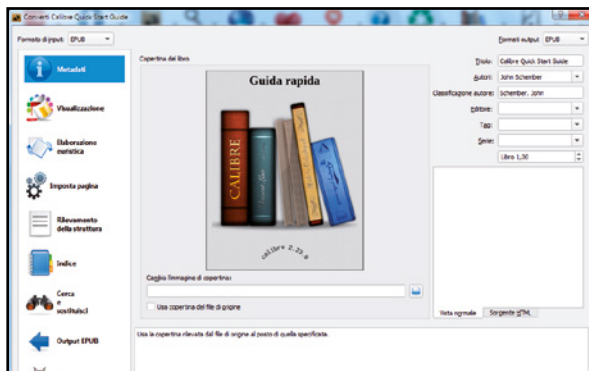 Converti Calibre Quick Start Guide
Formato di input: EPUB
Formato output: EPUB
Metadati
Visualizzazione
Elaborazione
euristica
Imposta pagina
Rilevamento
della struttura
Indice
Cerca
e
sostituisci
Output EPUB
Copertina del libro
Guida rapida
CALIBRE
calibre 2.25.0
Cambia l'immagine di copertina:
Usa copertina del file di origine
Titolo: Calibre Quick Start Guide
Autori: John Schember
Classificazione autore: Schember, John
Editore:
Tag:
Serie:
Libro 1,00
Vista normale
Sorgente HTML
Usa la copertina rilevata dal file di origine al posto di quella specificata.